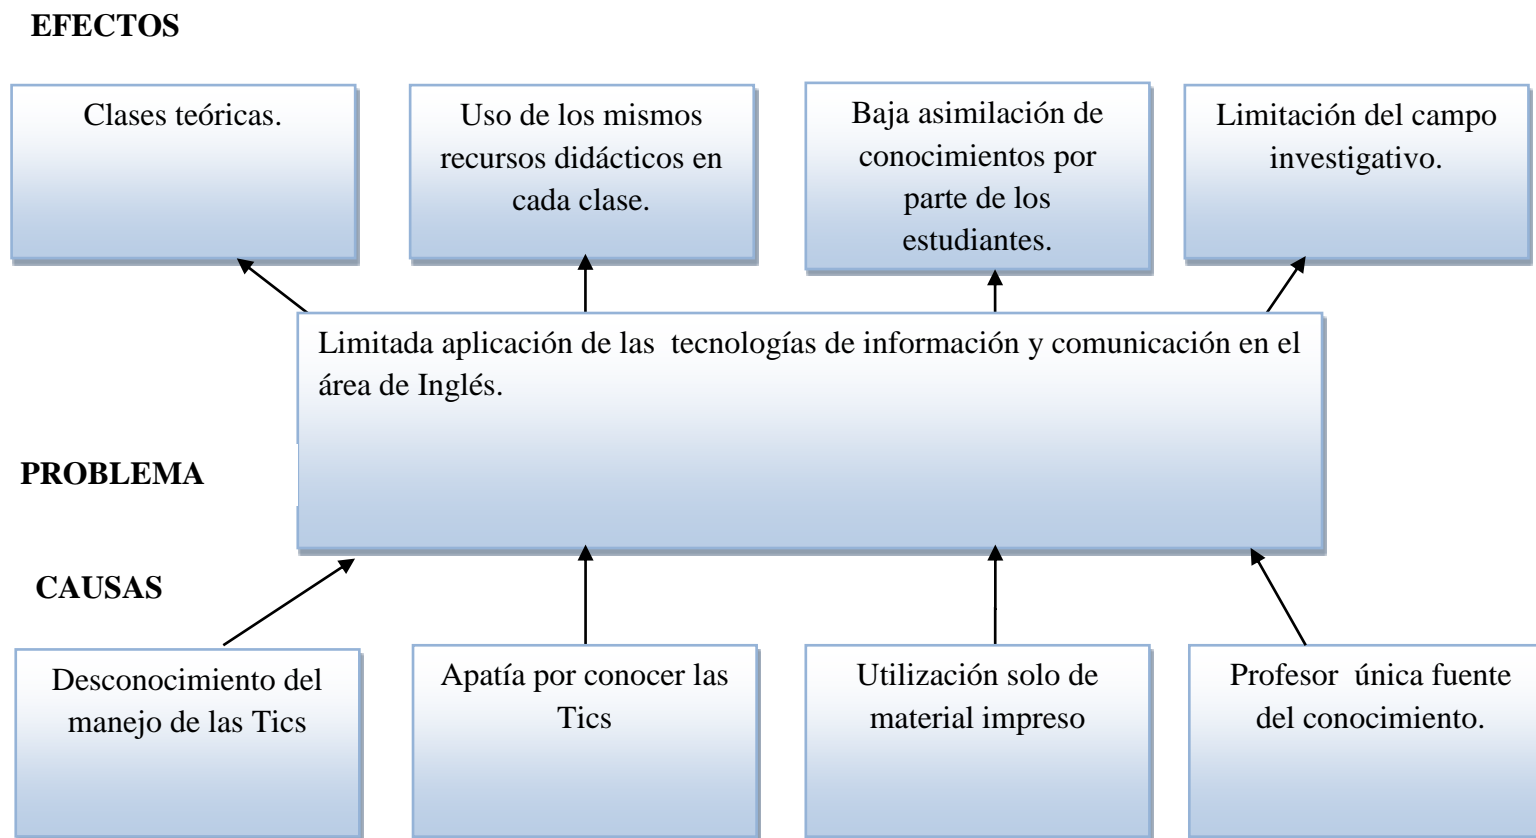 EFECTOS
Clases teóricas.
Uso de los mismos
recursos didácticos en
cada clase.
Baja asimilación de
conocimientos por
parte de los
estudiantes.
Limitación del campo
investigativo.
Limitada aplicación de las  tecnologías de información y comunicación en el
área de Inglés.
PROBLEMA
CAUSAS
Desconocimiento del
manejo de las Tics
Apatía por conocer las
Tics
Utilización solo de
material impreso
Profesor  única fuente
del conocimiento.